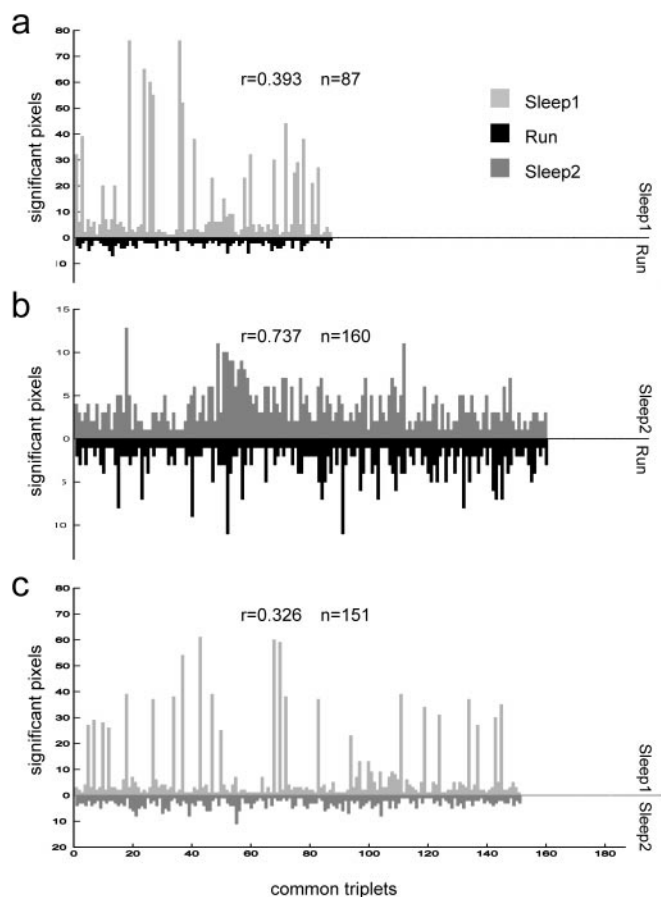 a
80
70
r=0.393 n=87
60
50
40
30
20
10
0
10
significant pixels
Sleep1
Run
Sleep2
Sleep1
Run
b
15
r=0.737 n=160
10
5
0
5
10
significant pixels
Sleep2
Run
c
80
70
r=0.326 n=151
60
50
40
30
20
10
0
10
20
significant pixels
Sleep1
Sleep2
0 20 40 60 80 100 120 140 160 180
common triplets